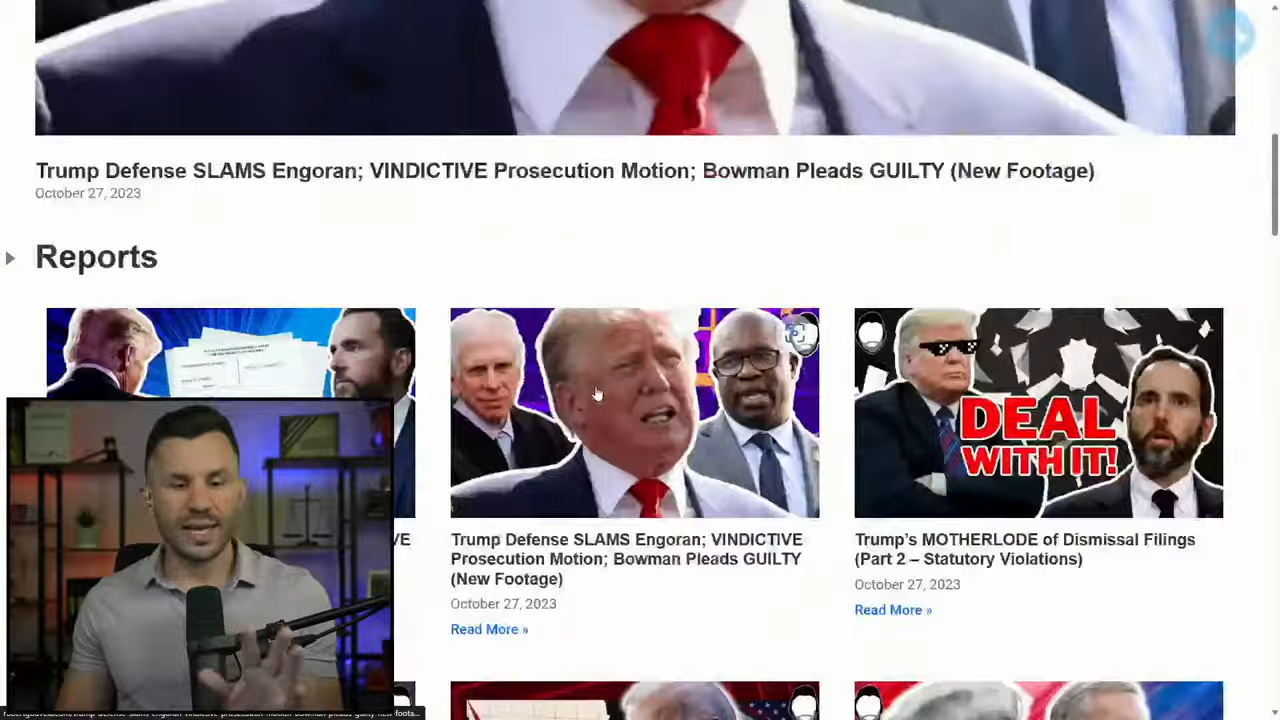 Trump Defense SLAMS Engoran; VINDICTIVE Prosecution Motion; Bowman Pleads GUILTY (New Footage)
October 27, 2023
Reports
DEAL
WITH IT!
VE
Trump Defense SLAMS Engoran; VINDICTIVE
Prosecution Motion; Bowman Pleads GUILTY
(New Footage)
October 27, 2023
Read More »
Trump’s MOTHERLODE of Dismissal Filings
(Part 2 – Statutory Violations)
October 27, 2023
Read More »